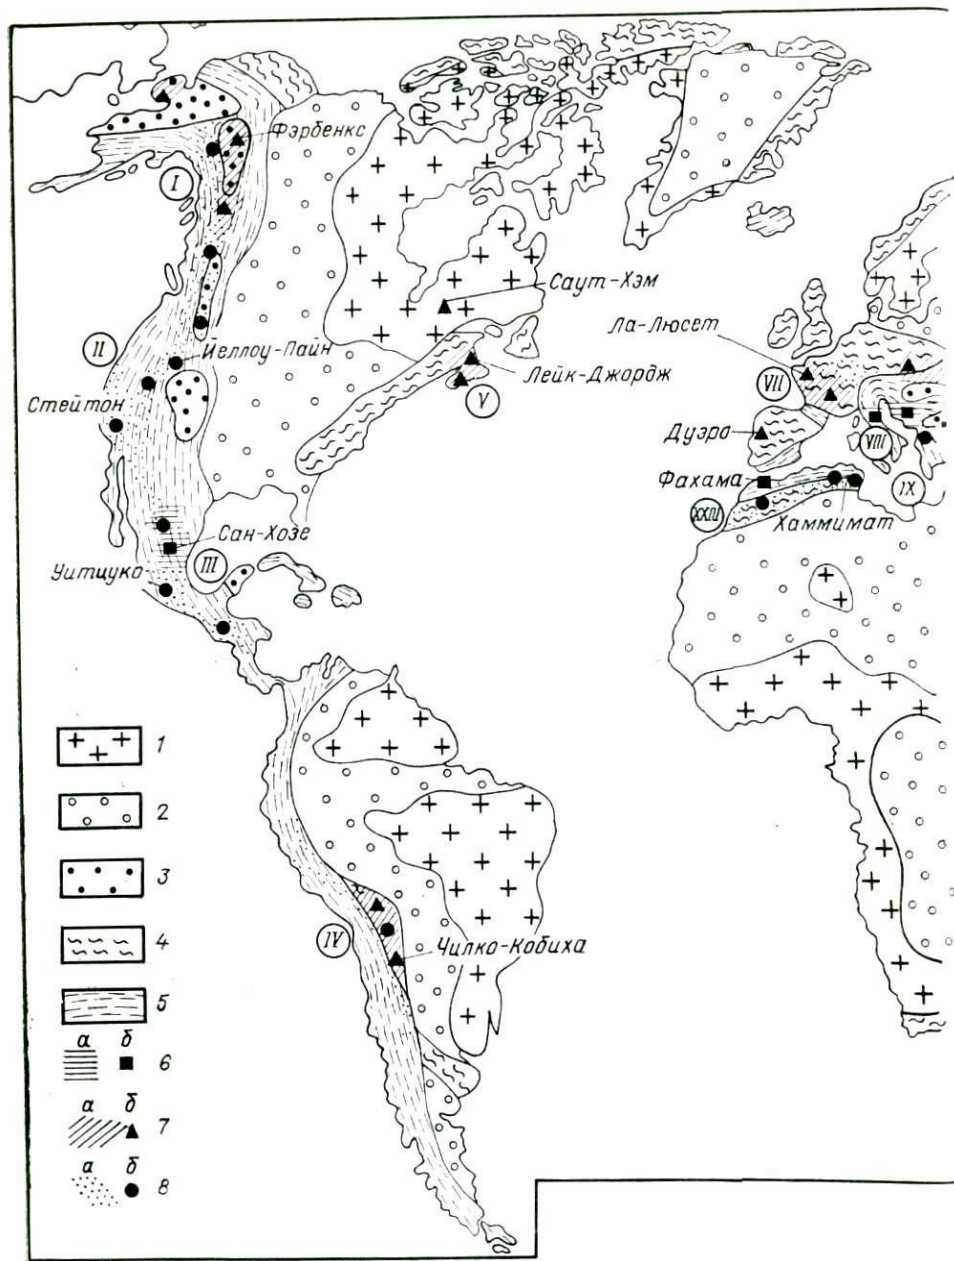 Фэрбенкс
I
Саут-Хэм
Ла-Люсет
II
Йеллоу-Пайн
Лейк-Джордж
VII
V
Стейтон
Дуэра
VIII
Фахама
IX
XXIV
Хаммимат
Сан-Хозе
III
Уитцуко
1
2
3
IV
Чилко-Кобиха
4
5
а б
6
а б
7
а б
8